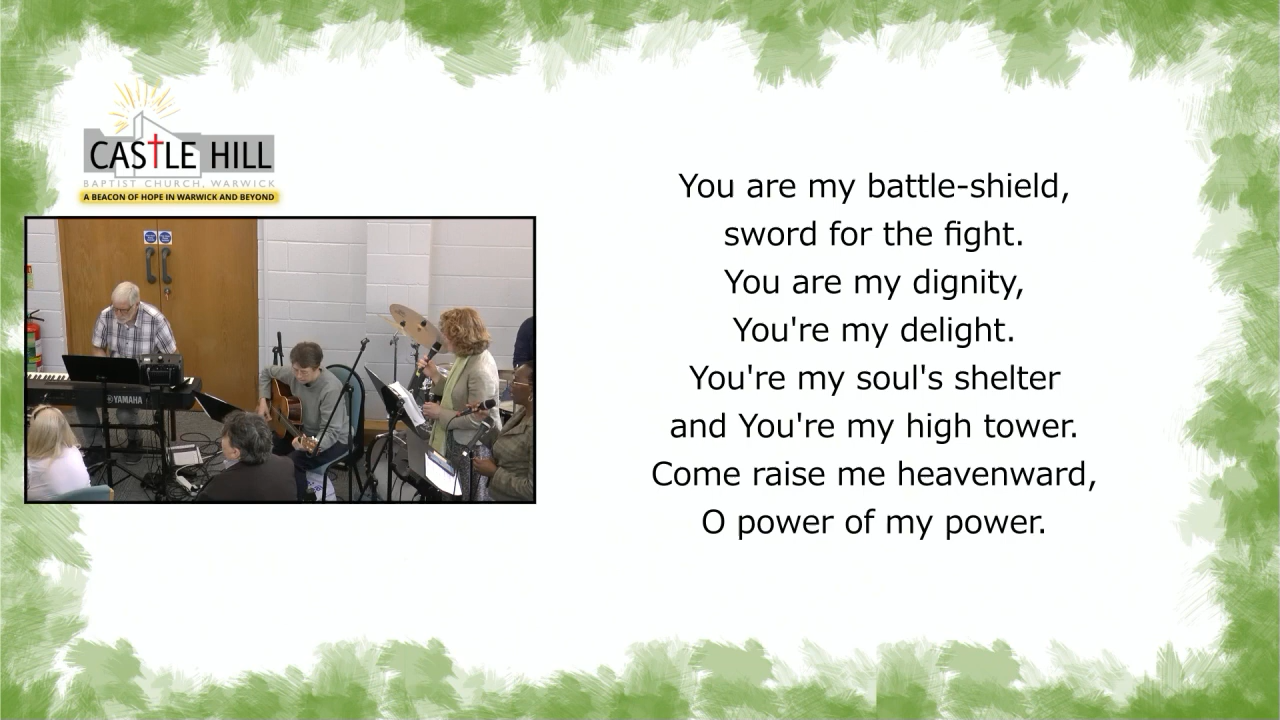 CASTLE HILL
BAPTIST CHURCH, WARWICK
A BEACON OF HOPE IN WARWICK AND BEYOND
YAMAHA
You are my battle-shield,
sword for the fight.
You are my dignity,
You're my delight.
You're my soul's shelter
and You're my high tower.
Come raise me heavenward,
O power of my power.